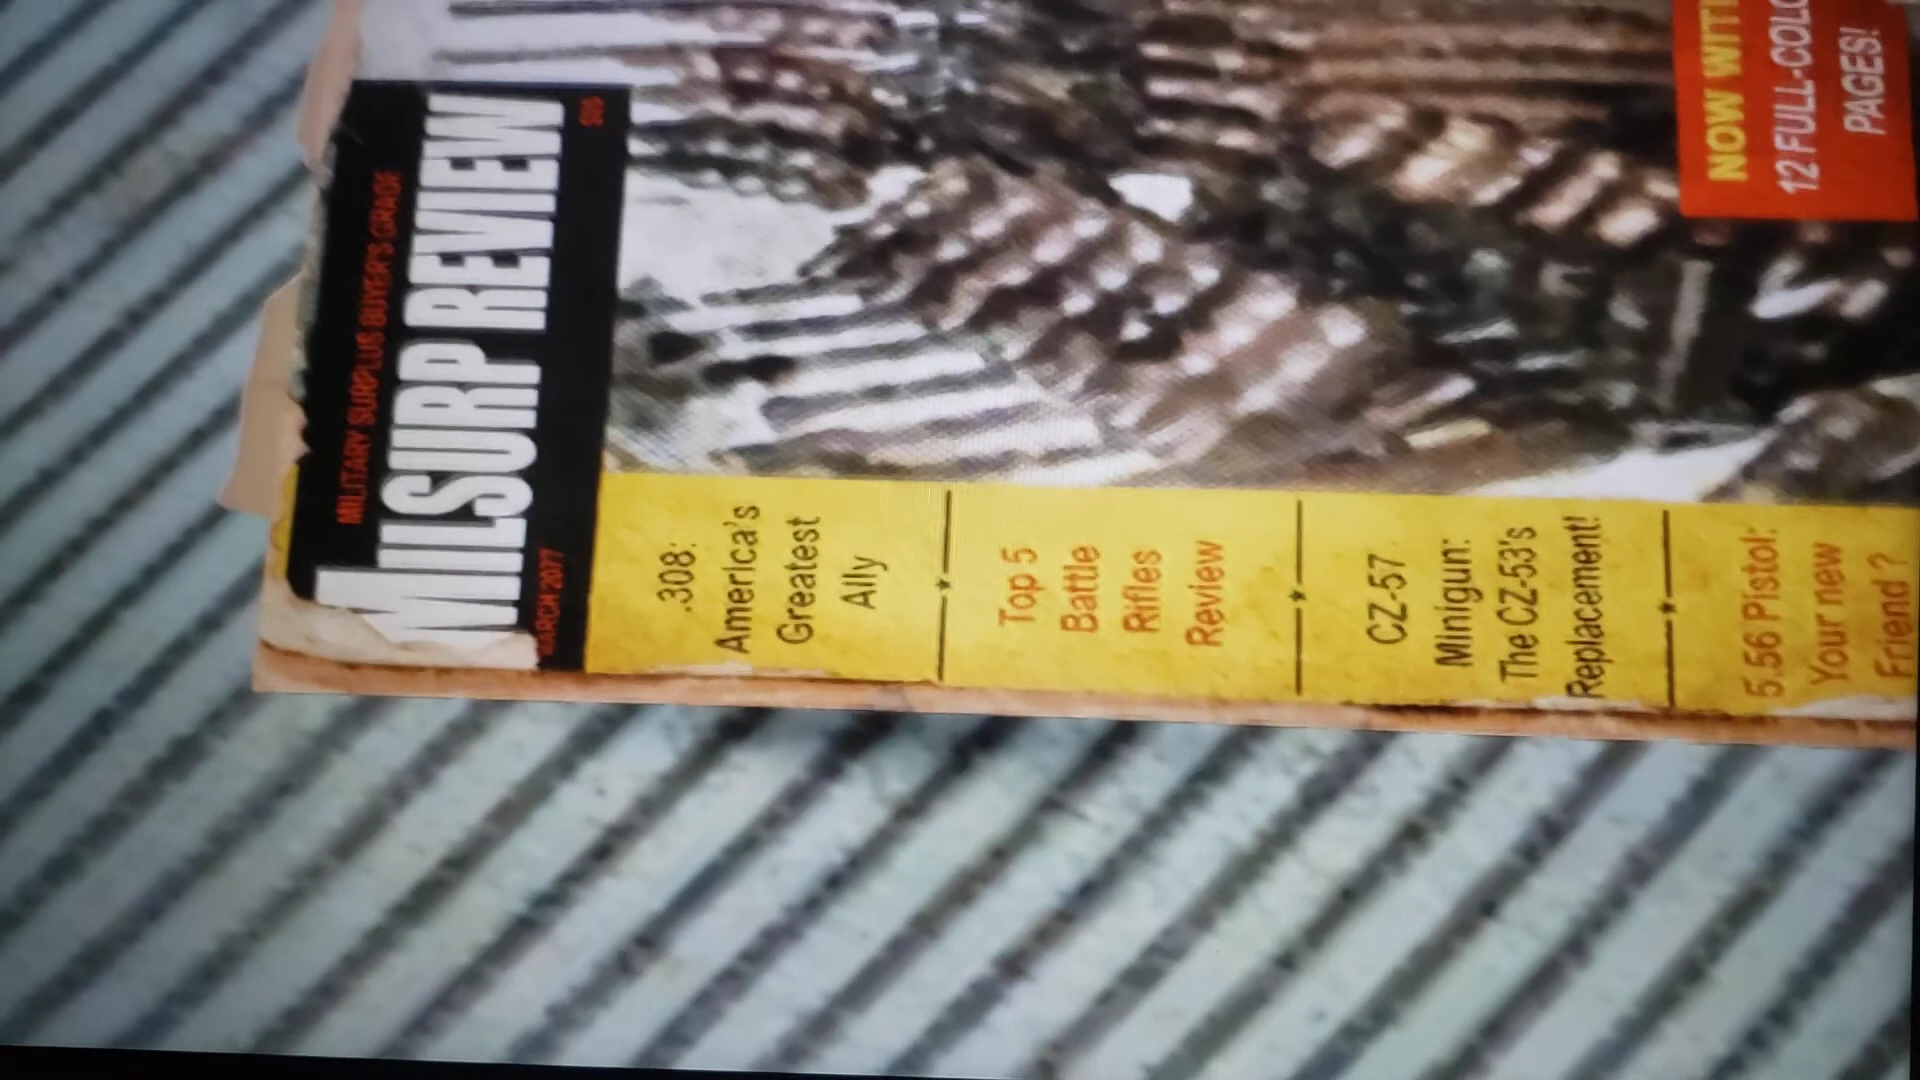 MILITARY SURPLUS BUYER'S GRADE
MILSURP REVIEW
MARCH 2077
.308:
America's
Greatest
Ally
Top 5
Battle
Rifles
Review
CZ-57
Minigun:
The CZ-53's
Replacement!
5.56 Pistol:
Your new
Friend ?
NOW WITH
12 FULL-COLO
PAGES!